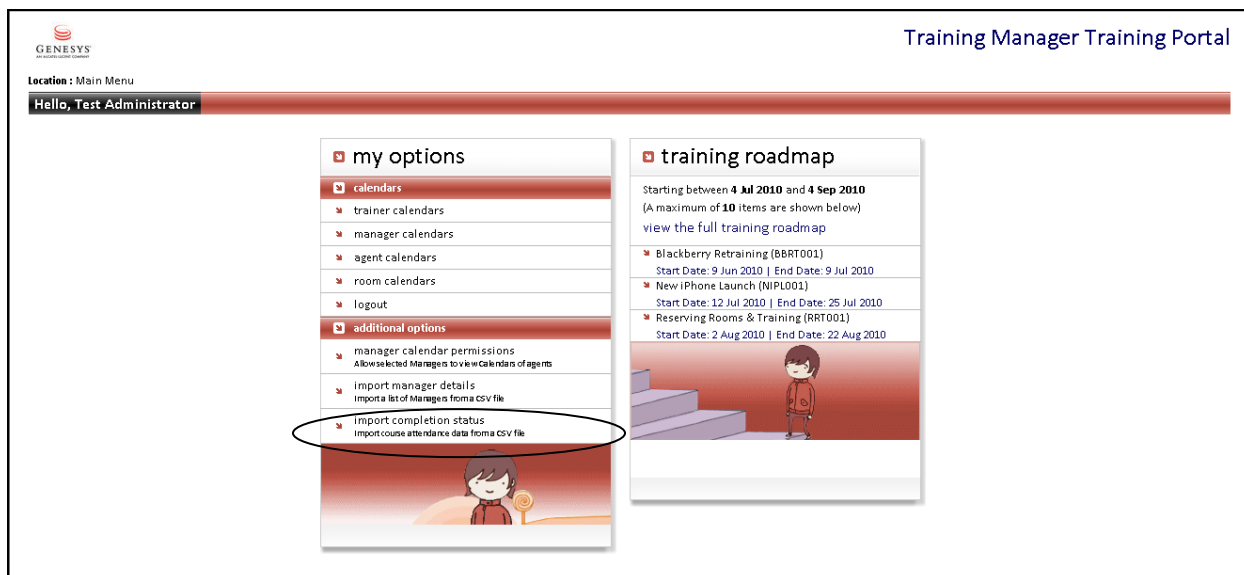 GENESYS
AN ALCATEL-LUCENT COMPANY
Training Manager Training Portal
Location : Main Menu
Hello, Test Administrator
my options
calendars
trainer calendars
manager calendars
agent calendars
room calendars
logout
additional options
manager calendar permissions
Allow selected Managers to view Calendars of agents
import manager details
Import a list of Managers from a CSV file
import completion status
Import course attendance data from a CSV file
training roadmap
Starting between 4 Jul 2010 and 4 Sep 2010
(A maximum of 10 items are shown below)
view the full training roadmap
Blackberry Retraining (BBRT001)
Start Date: 9 Jun 2010 | End Date: 9 Jul 2010
New iPhone Launch (NIPL001)
Start Date: 12 Jul 2010 | End Date: 25 Jul 2010
Reserving Rooms & Training (RRT001)
Start Date: 2 Aug 2010 | End Date: 22 Aug 2010